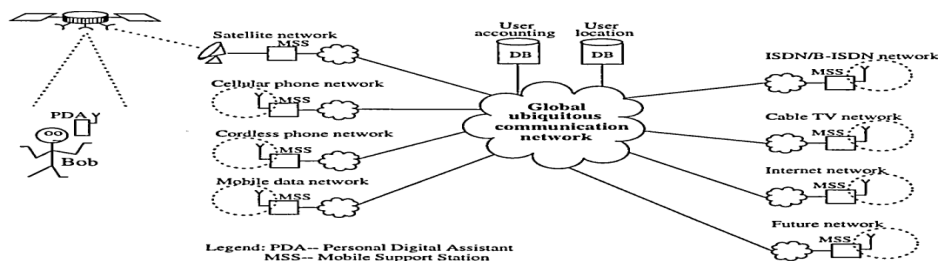 Satellite network
MSS
Cellular phone network
MSS
Cordless phone network
MSS
Mobile data network
MSS
PDA
Bob
User
accounting
DB
User
location
DB
Global
ubiquitous
communication
network
ISDN/B-ISDN network
MSS
Cable TV network
MSS
Internet network
MSS
Future network
MSS
Legend: PDA-- Personal Digital Assistant
MSS-- Mobile Support Station